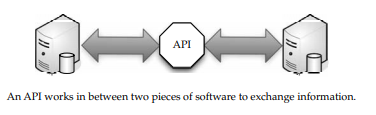 API
An API works in between two pieces of software to exchange information.